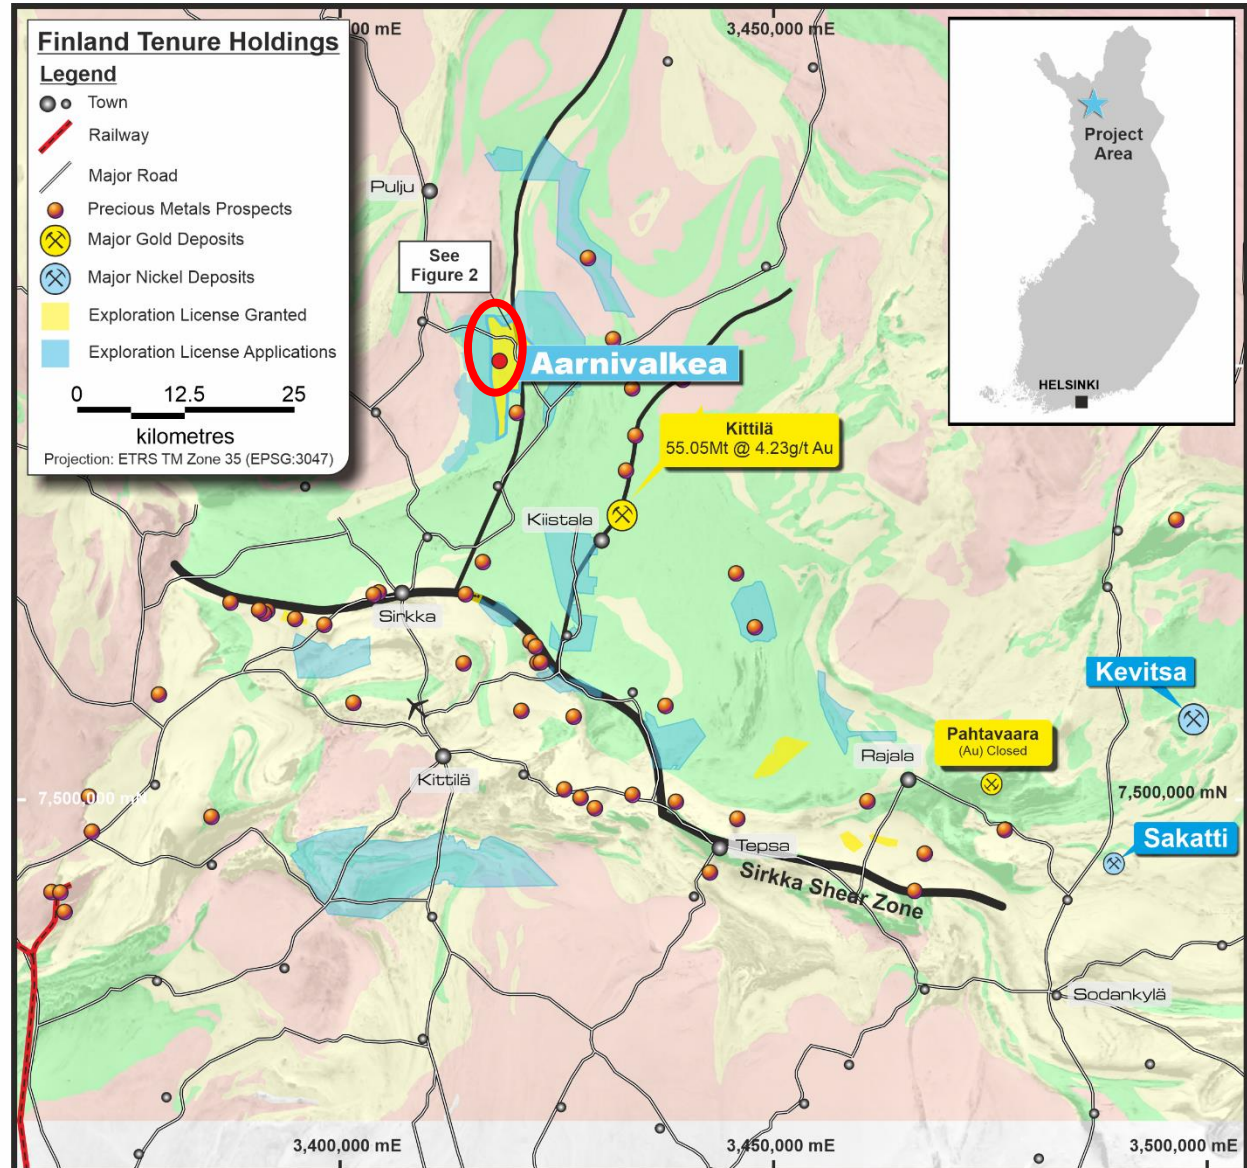 Finland Tenure Holdings
Legend
Town
Railway
Major Road
Precious Metals Prospects
Major Gold Deposits
Major Nickel Deposits
Exploration License Granted
Exploration License Applications
0 12.5 25
kilometres
Projection: ETRS TM Zone 35 (EPSG:3047)
00 mE
3,450,000 mE
Project
Area
HELSINKI
Pulju
See
Figure 2
Aarnivalkea
Kittilä
55.05Mt @ 4.23g/t Au
Kiistala
Sirkka
Kevitsa
Pahtavaara
(Au) Closed
Rajala
Kittilä
7,500,000 mN
7,500,000 mN
Sakatti
Tepsa
Sirkka Shear Zone
Sodankylä
3,400,000 mE
3,450,000 mE
3,500,000 mE